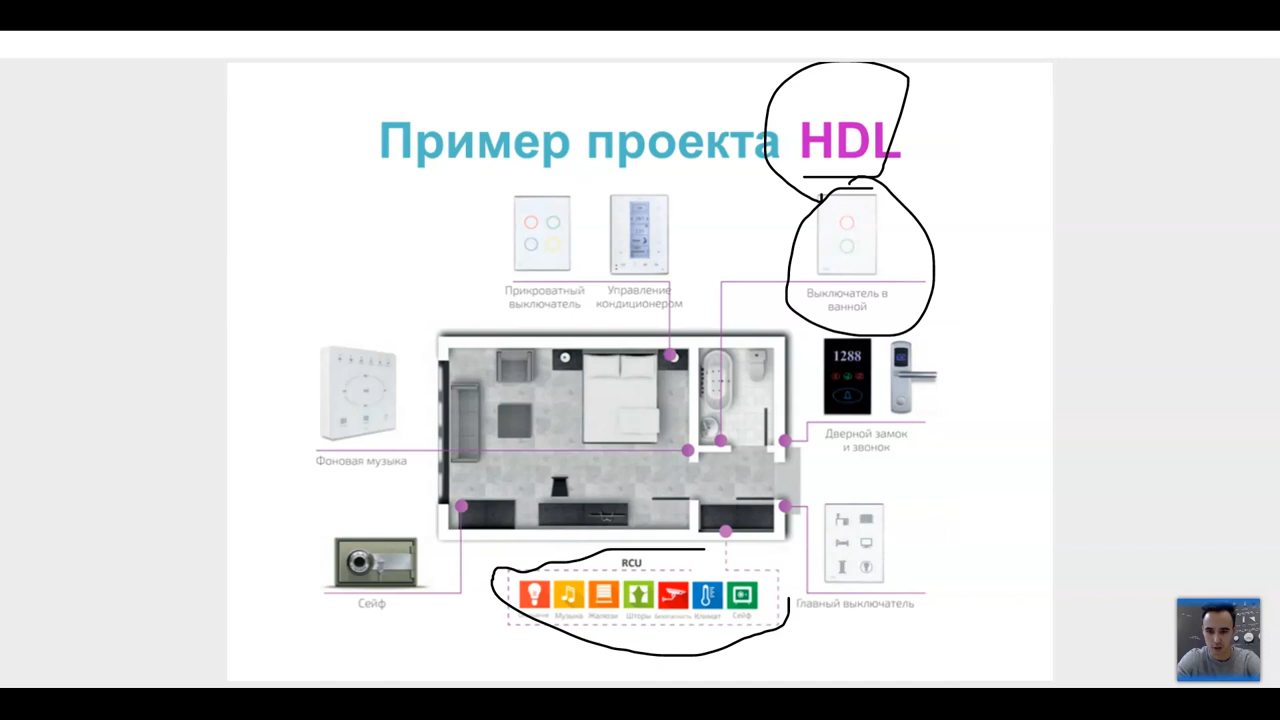 Пример проекта HDL
Прикроватный
выключатель
Управление
кондиционером
Выключатель в
ванной
1288
Дверной замок
и звонок
Фоновая музыка
Сейф
RCU
Музыка Жалюзи Шторы Безопасность Климат Сейф
Главный выключатель